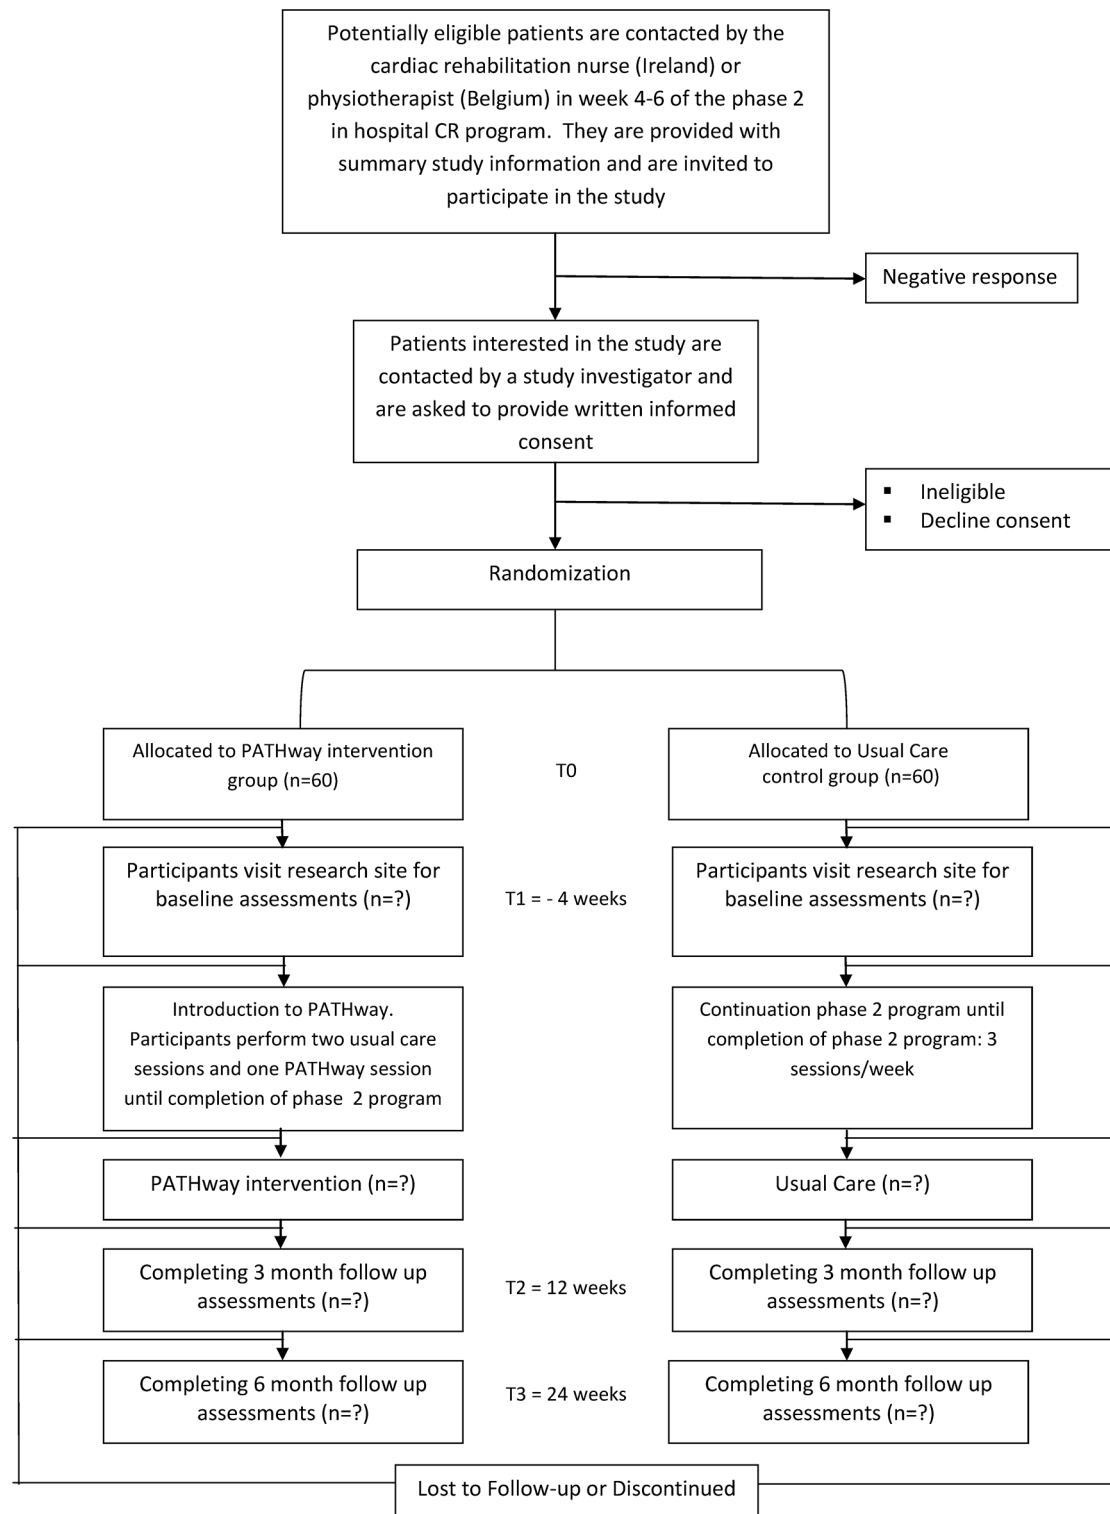 Potentially eligible patients are contacted by the
cardiac rehabilitation nurse (Ireland) or
physiotherapist (Belgium) in week 4-6 of the phase 2
in hospital CR program.  They are provided with
summary study information and are invited to
participate in the study
Negative response
Patients interested in the study are
contacted by a study investigator and
are asked to provide written informed
consent
▪ Ineligible
▪ Decline consent
Randomization
Allocated to PATHway intervention
group (n=60)
T0
Allocated to Usual Care
control group (n=60)
Participants visit research site for
baseline assessments (n=?)
T1 = - 4 weeks
Participants visit research site for
baseline assessments (n=?)
Introduction to PATHway.
Participants perform two usual care
sessions and one PATHway session
until completion of phase  2 program
Continuation phase 2 program until
completion of phase 2 program: 3
sessions/week
PATHway intervention (n=?)
Usual Care (n=?)
Completing 3 month follow up
assessments (n=?)
T2 = 12 weeks
Completing 3 month follow up
assessments (n=?)
Completing 6 month follow up
assessments (n=?)
T3 = 24 weeks
Completing 6 month follow up
assessments (n=?)
Lost to Follow-up or Discontinued